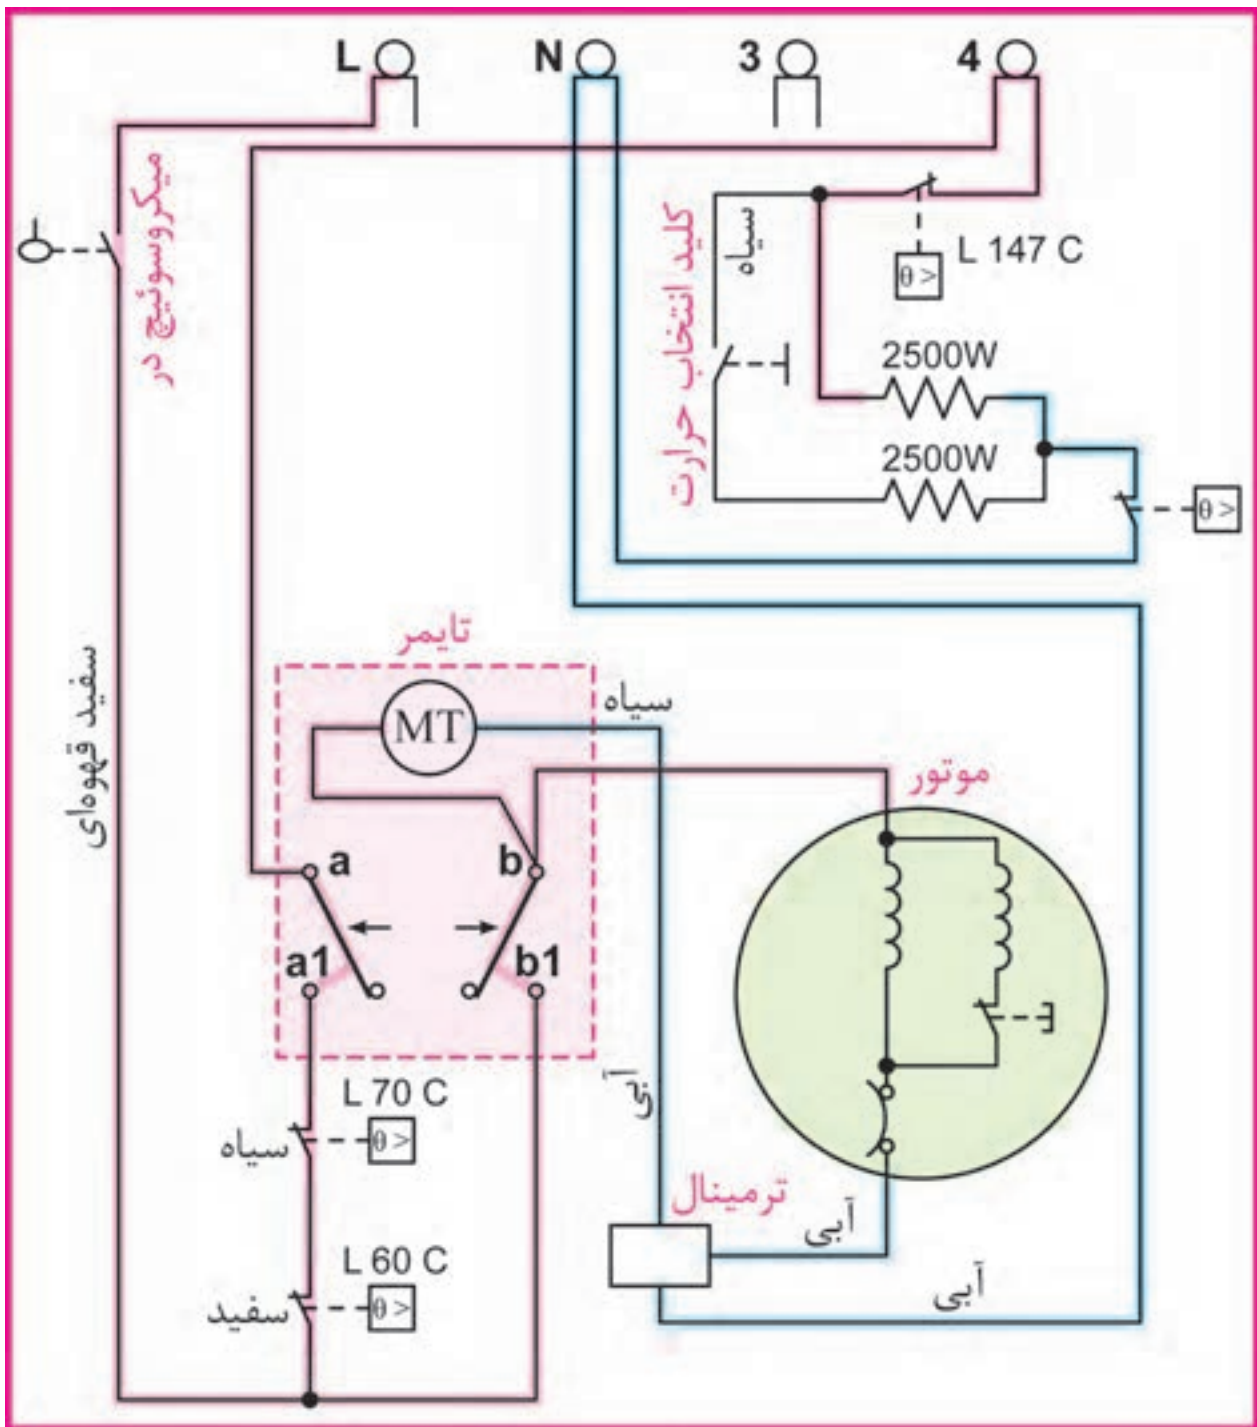 L
N
3
4
میکروسوئیچ در
کلید انتخاب حرارت
سیاه
L 147 C
θ >
2500W
2500W
θ >
سفید قهوه‌ای
تایمر
MT
سیاه
موتور
a
b
a1
b1
آبی
L 70 C
θ >
سیاه
ترمینال
آبی
آبی
L 60 C
θ >
سفید